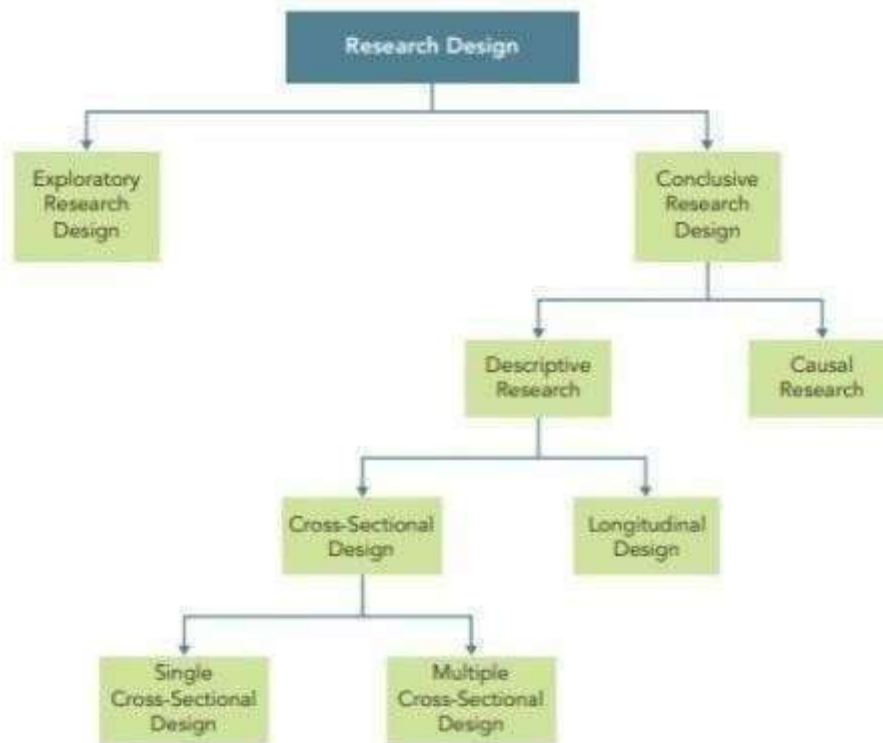 Research Design
Exploratory
Research
Design
Conclusive
Research
Design
Descriptive
Research
Causal
Research
Cross-Sectional
Design
Longitudinal
Design
Single
Cross-Sectional
Design
Multiple
Cross-Sectional
Design